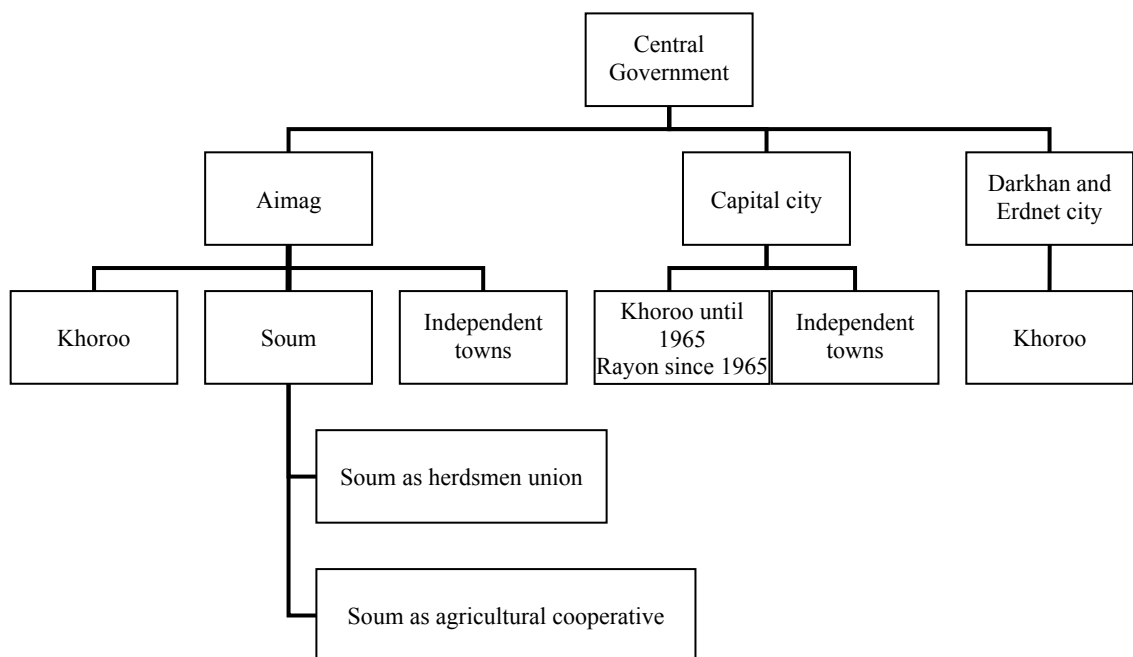 Central
Government
Aimag
Capital city
Darkhan and
Erdnet city
Khoroo
Soum
Independent
towns
Khoroo until
1965
Rayon since 1965
Independent
towns
Khoroo
Soum as herdsmen union
Soum as agricultural cooperative